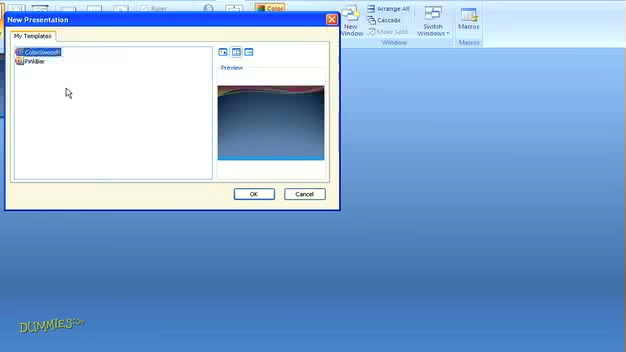 New Presentation
My Templates
ColorSwoosh
PinkBar
Preview
OK
Cancel
Ruler
Color
New
Window
Arrange All
Cascade
Move Split
Window
Switch
Windows
Macros
Macros
DUMMIES.COM